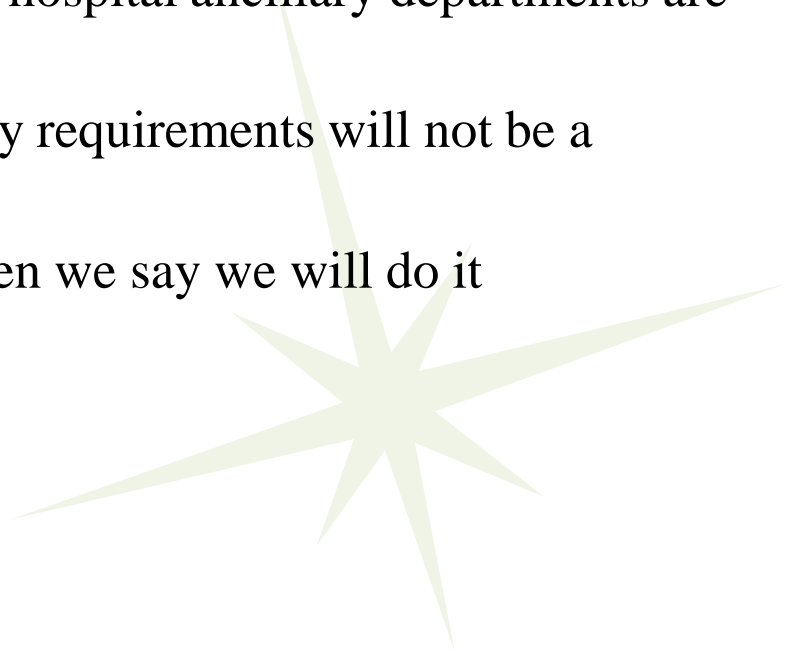 hospital ancillary departments are
y requirements will not be a
en we say we will do it